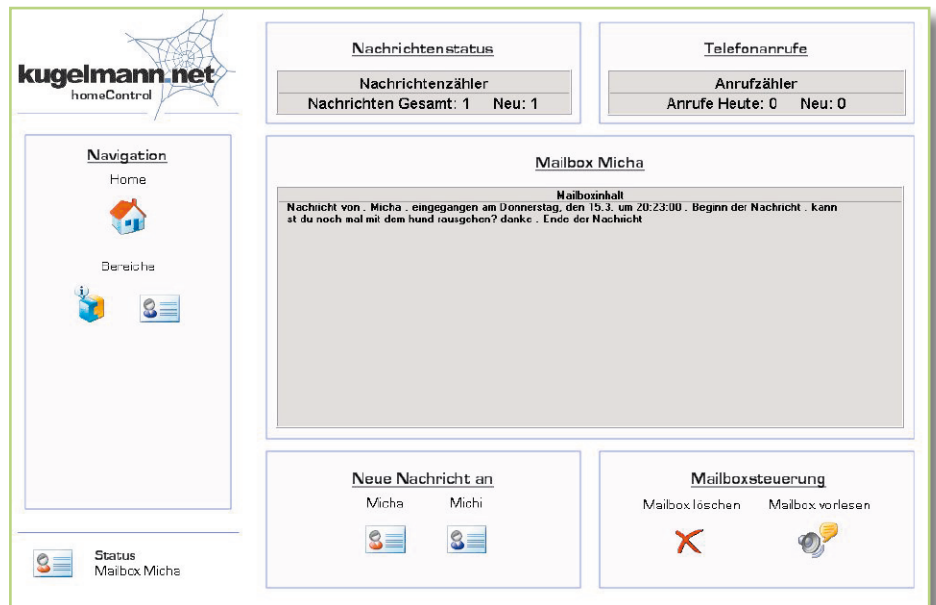 kugelmann.net
homeControl
Nachrichtenstatus
Nachrichtenzähler
Nachrichten Gesamt: 1 Neu: 1
Telefonanrufe
Anrufzähler
Anrufe Heute: 0 Neu: 0
Navigation
Home
Bereiche
Mailbox Micha
Mailboxinhalt
Nachricht von . Micha . eingegangen am Donnerstag, den 15.3. um 20:23:00 . Beginn der Nachricht . kann
st du noch mal mit dem hund rausgehen? danke . Ende der Nachricht
Neue Nachricht an
Micha Michi
Mailboxsteuerung
Mailbox löschen Mailbox vorlesen
Status
Mailbox Micha